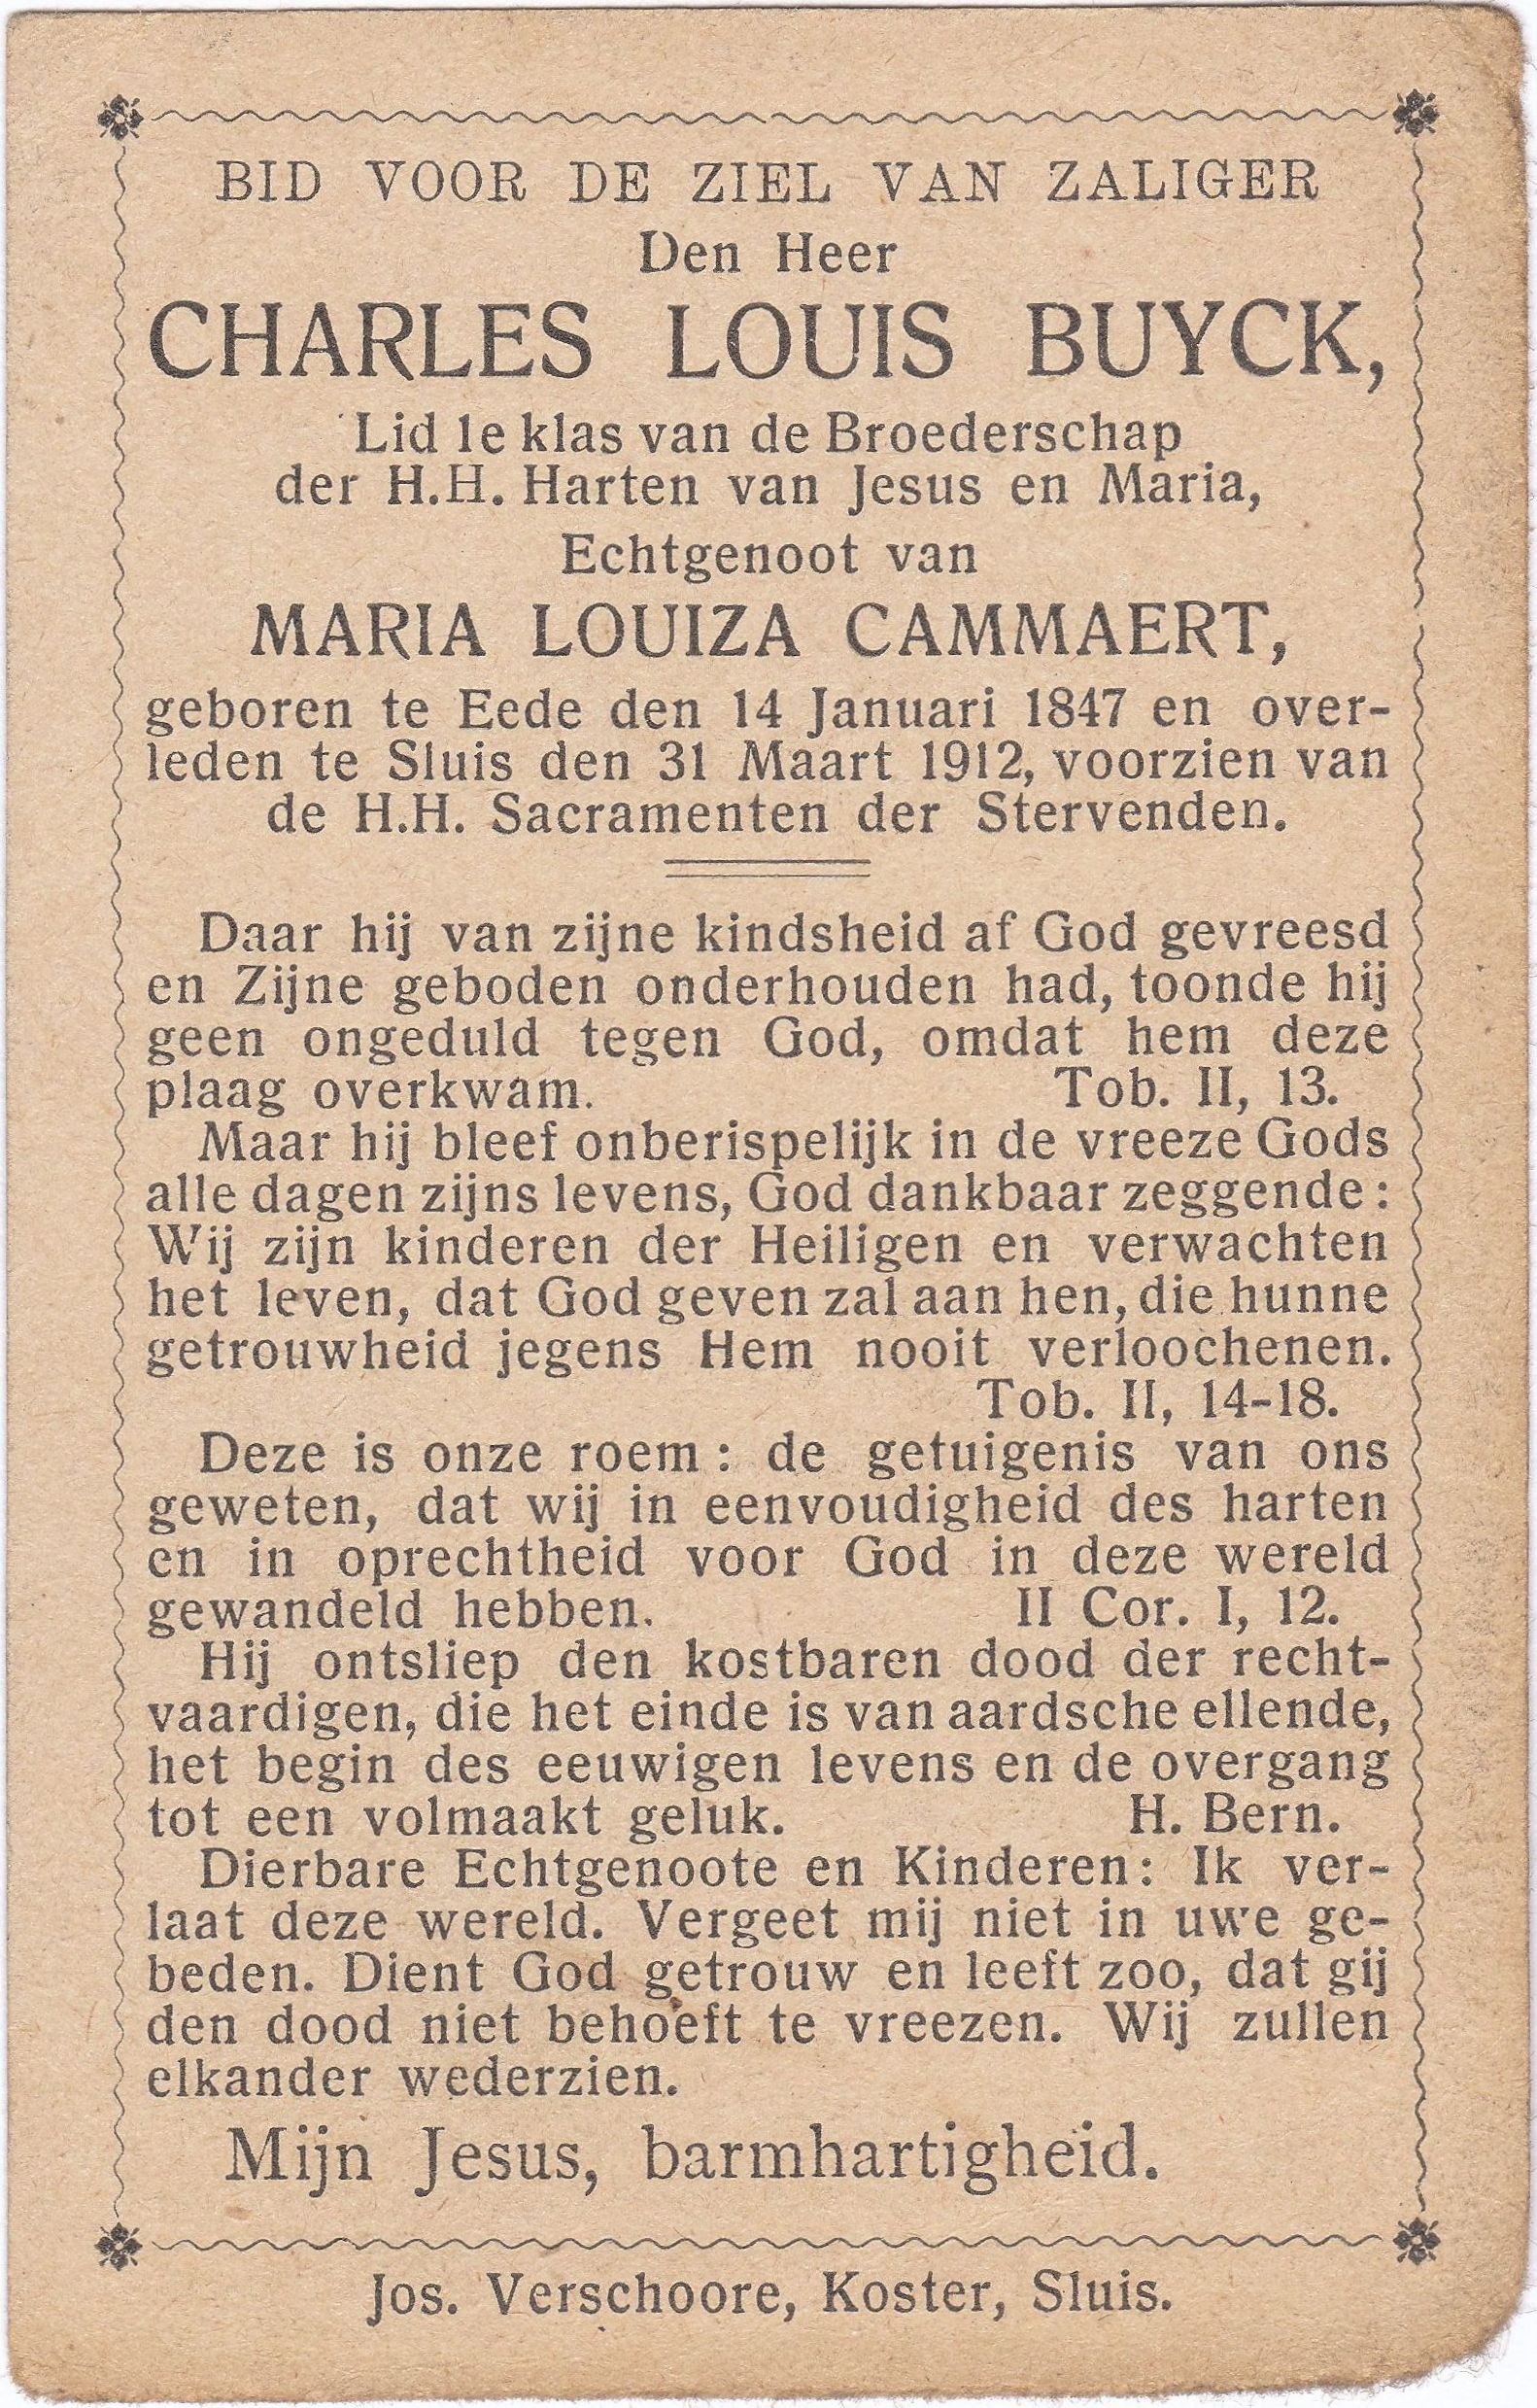 BID VOOR DE ZIEL VAN ZALIGER
Den Heer
CHARLES LOUIS BUYCK,
Lid 1e klas van de Broederschap
der H.H. Harten van Jesus en Maria,
Echtgenoot van
MARIA LOUIZA CAMMAERT,
geboren te Eede den 14 Januari 1847 en over-
leden te Sluis den 31 Maart 1912, voorzien van
de H.H. Sacramenten der Stervenden.
Daar hij van zijne kindsheid af God gevreesd
en Zijne geboden onderhouden had, toonde hij
geen ongeduld tegen God, omdat hem deze
plaag overkwam. Tob. II, 13.
Maar hij bleef onberispelijk in de vreeze Gods
alle dagen zijns levens, God dankbaar zeggende:
Wij zijn kinderen der Heiligen en verwachten
het leven, dat God geven zal aan hen, die hunne
getrouwheid jegens Hem nooit verloochenen.
Tob. II, 14-18.
Deze is onze roem: de getuigenis van ons
geweten, dat wij in eenvoudigheid des harten
en in oprechtheid voor God in deze wereld
gewandeld hebben. II Cor. I, 12.
Hij ontsliep den kostbaren dood der recht-
vaardigen, die het einde is van aardsche ellende,
het begin des eeuwigen levens en de overgang
tot een volmaakt geluk. H. Bern.
Dierbare Echtgenoote en Kinderen: Ik ver-
laat deze wereld. Vergeet mij niet in uwe ge-
beden. Dient God getrouw en leeft zoo, dat gij
den dood niet behoeft te vreezen. Wij zullen
elkander wederzien.
Mijn Jesus, barmhartigheid.
Jos. Verschoore, Koster, Sluis.